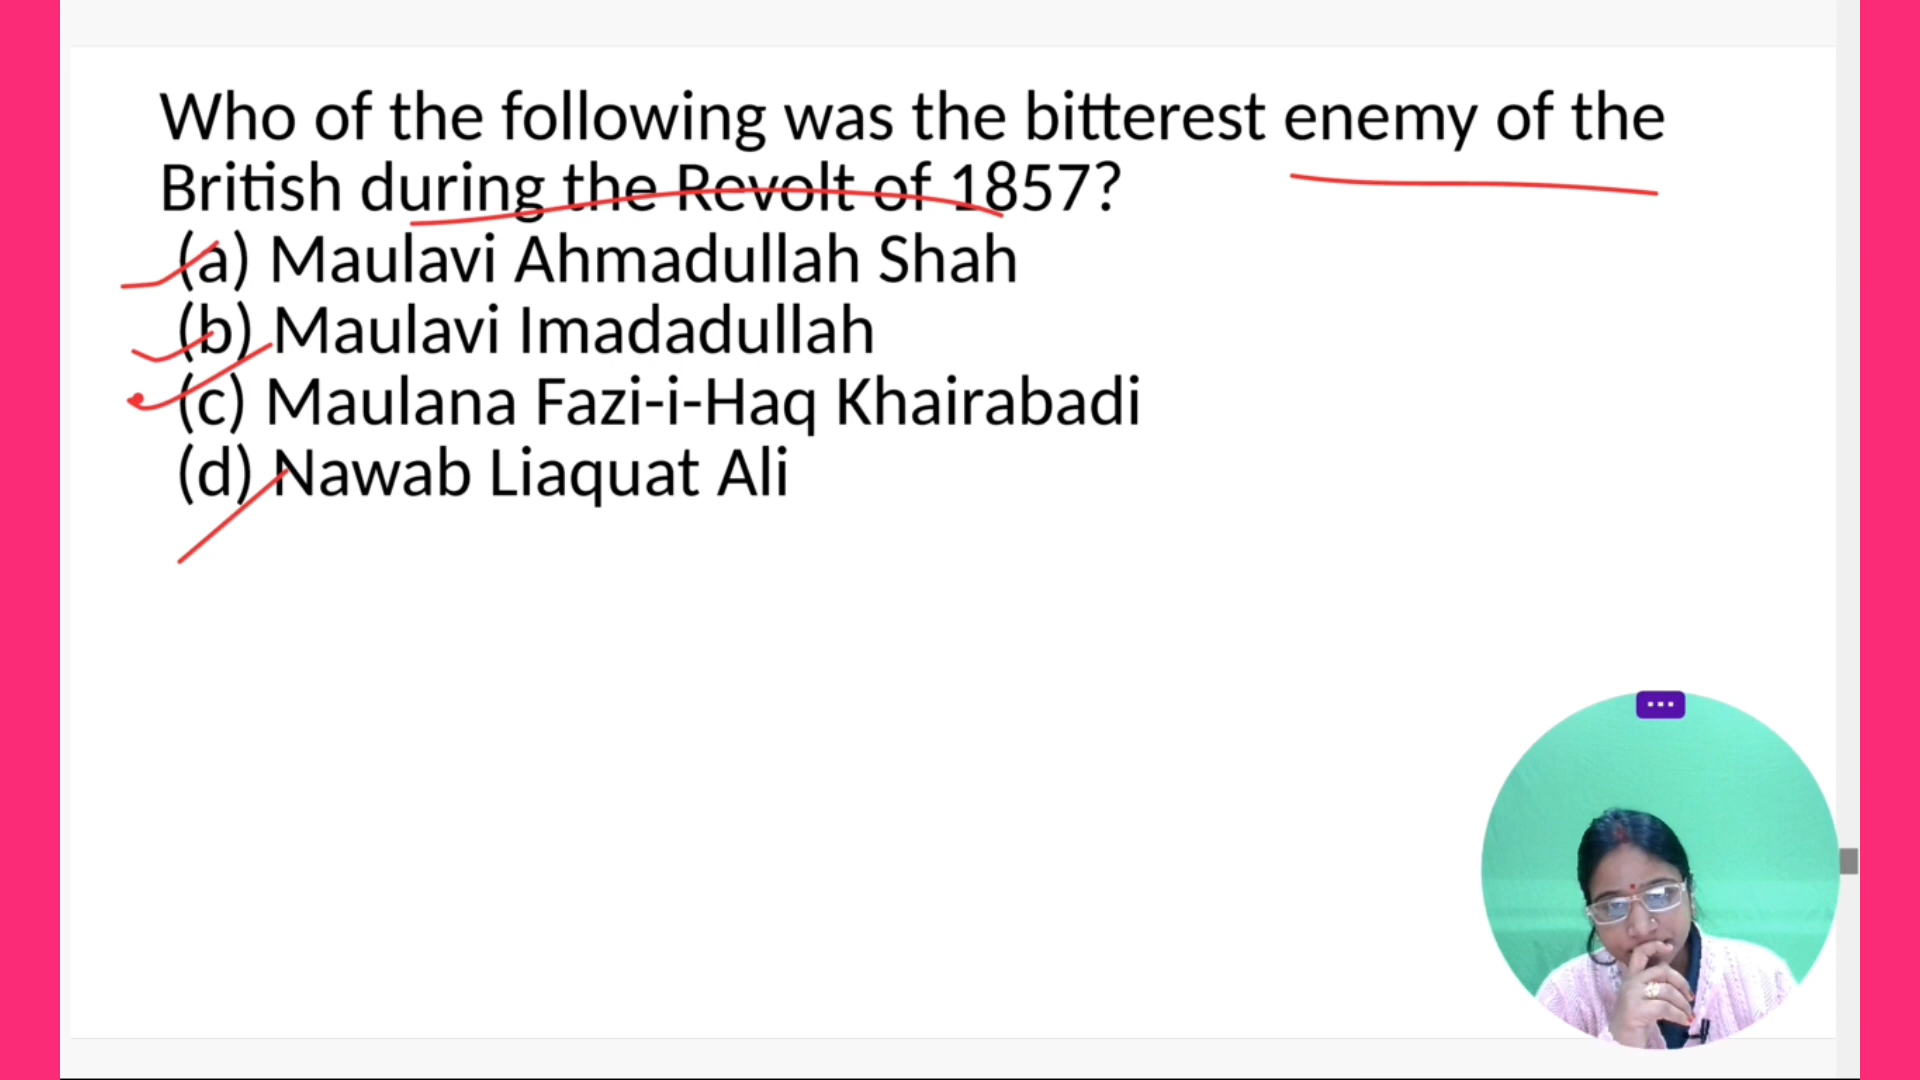 Who of the following was the bitterest enemy of the
British during the Revolt of 1857?
(a) Maulavi Ahmadullah Shah
(b) Maulavi Imadadullah
(c) Maulana Fazi-i-Haq Khairabadi
(d) Nawab Liaquat Ali